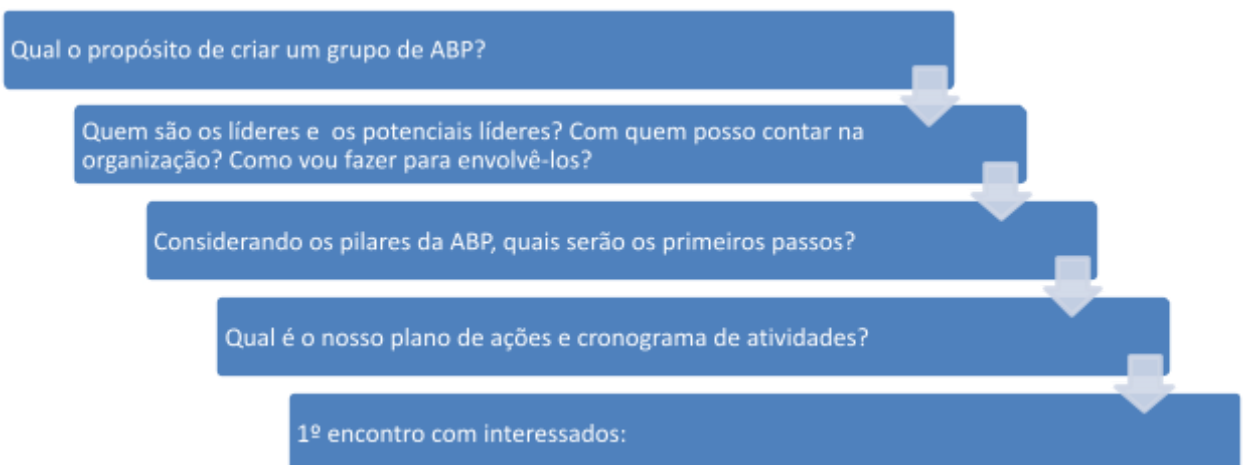 Qual o propósito de criar um grupo de ABP?
Quem são os líderes e os potenciais líderes? Com quem posso contar na
organização? Como vou fazer para envolvê-los?
Considerando os pilares da ABP, quais serão os primeiros passos?
Qual é o nosso plano de ações e cronograma de atividades?
1º encontro com interessados: